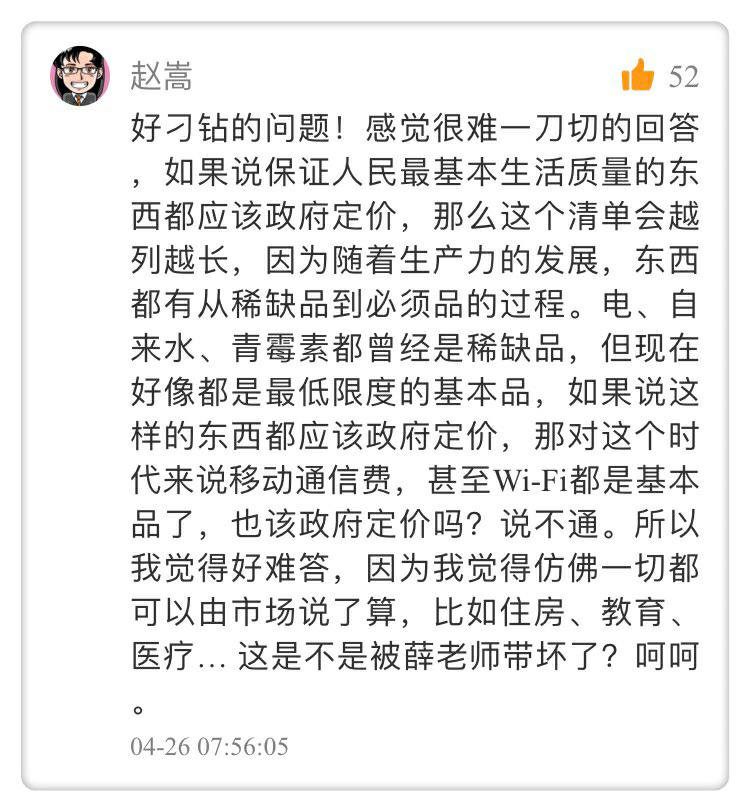 赵嵩
52
好刁钻的问题！感觉很难一刀切的回答
，如果说保证人民最基本生活质量的东
西都应该政府定价，那么这个清单会越
列越长，因为随着生产力的发展，东西
都有从稀缺品到必须品的过程。电、自
来水、青霉素都曾经是稀缺品，但现在
好像都是最低限度的基本品，如果说这
样的东西都应该政府定价，那对这个时
代来说移动通信费，甚至Wi-Fi都是基本
品了，也该政府定价吗？说不通。所以
我觉得好难答，因为我觉得仿佛一切都
可以由市场说了算，比如住房、教育、
医疗... 这是不是被薛老师带坏了？呵呵
。
04-26 07:56:05